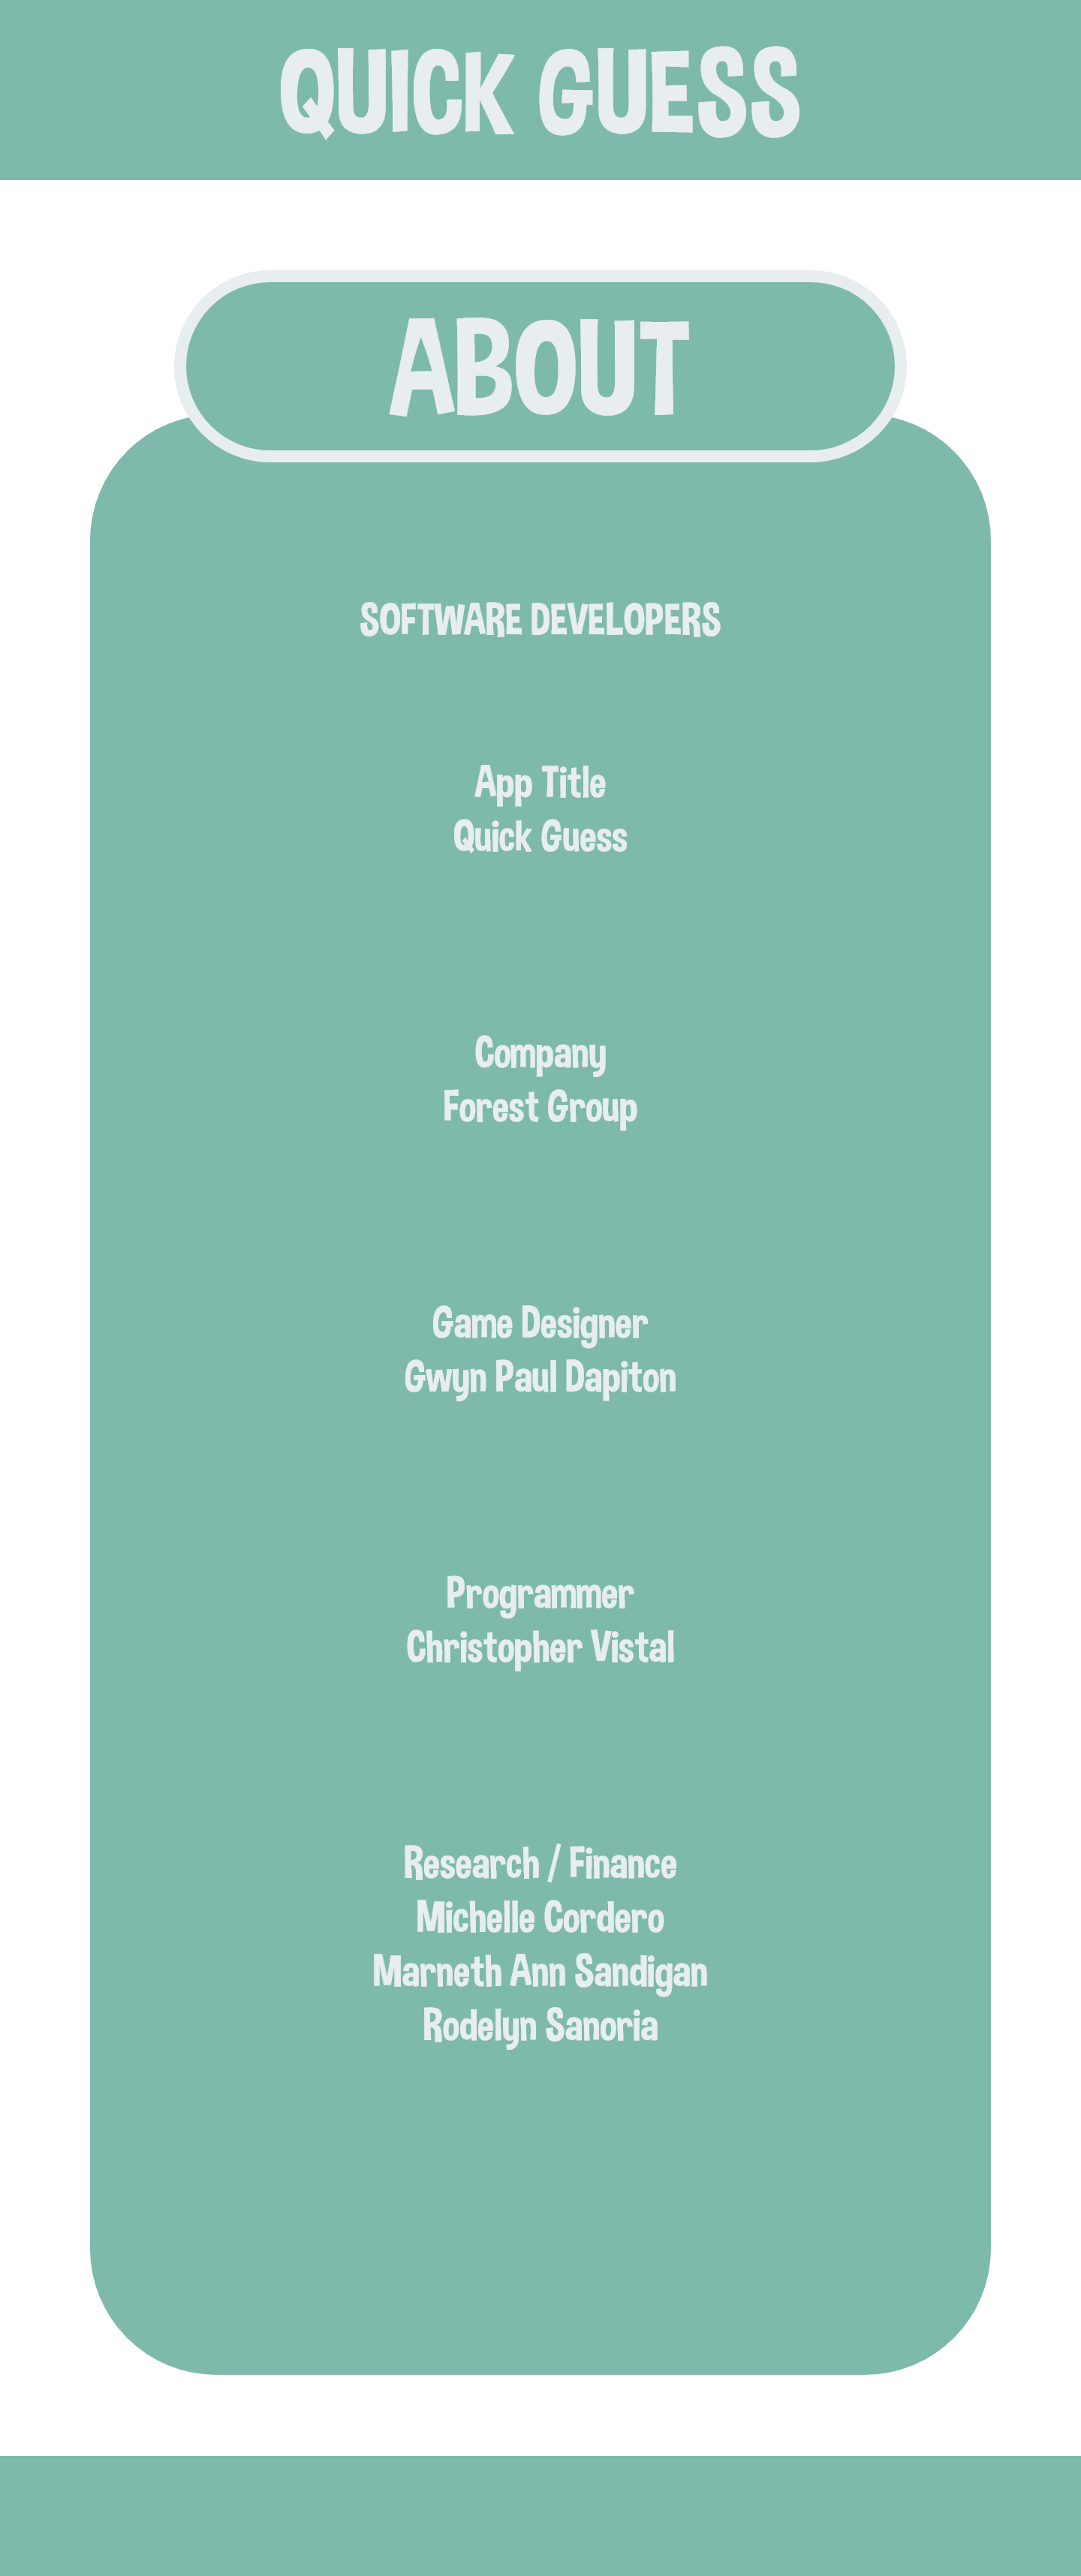 QUICK GUESS
ABOUT
SOFTWARE DEVELOPERS
App Title
Quick Guess
Company
Forest Group
Game Designer
Gwyn Paul Dapiton
Programmer
Christopher Vistal
Research / Finance
Michelle Cordero
Marneth Ann Sandigan
Rodelyn Sanoria